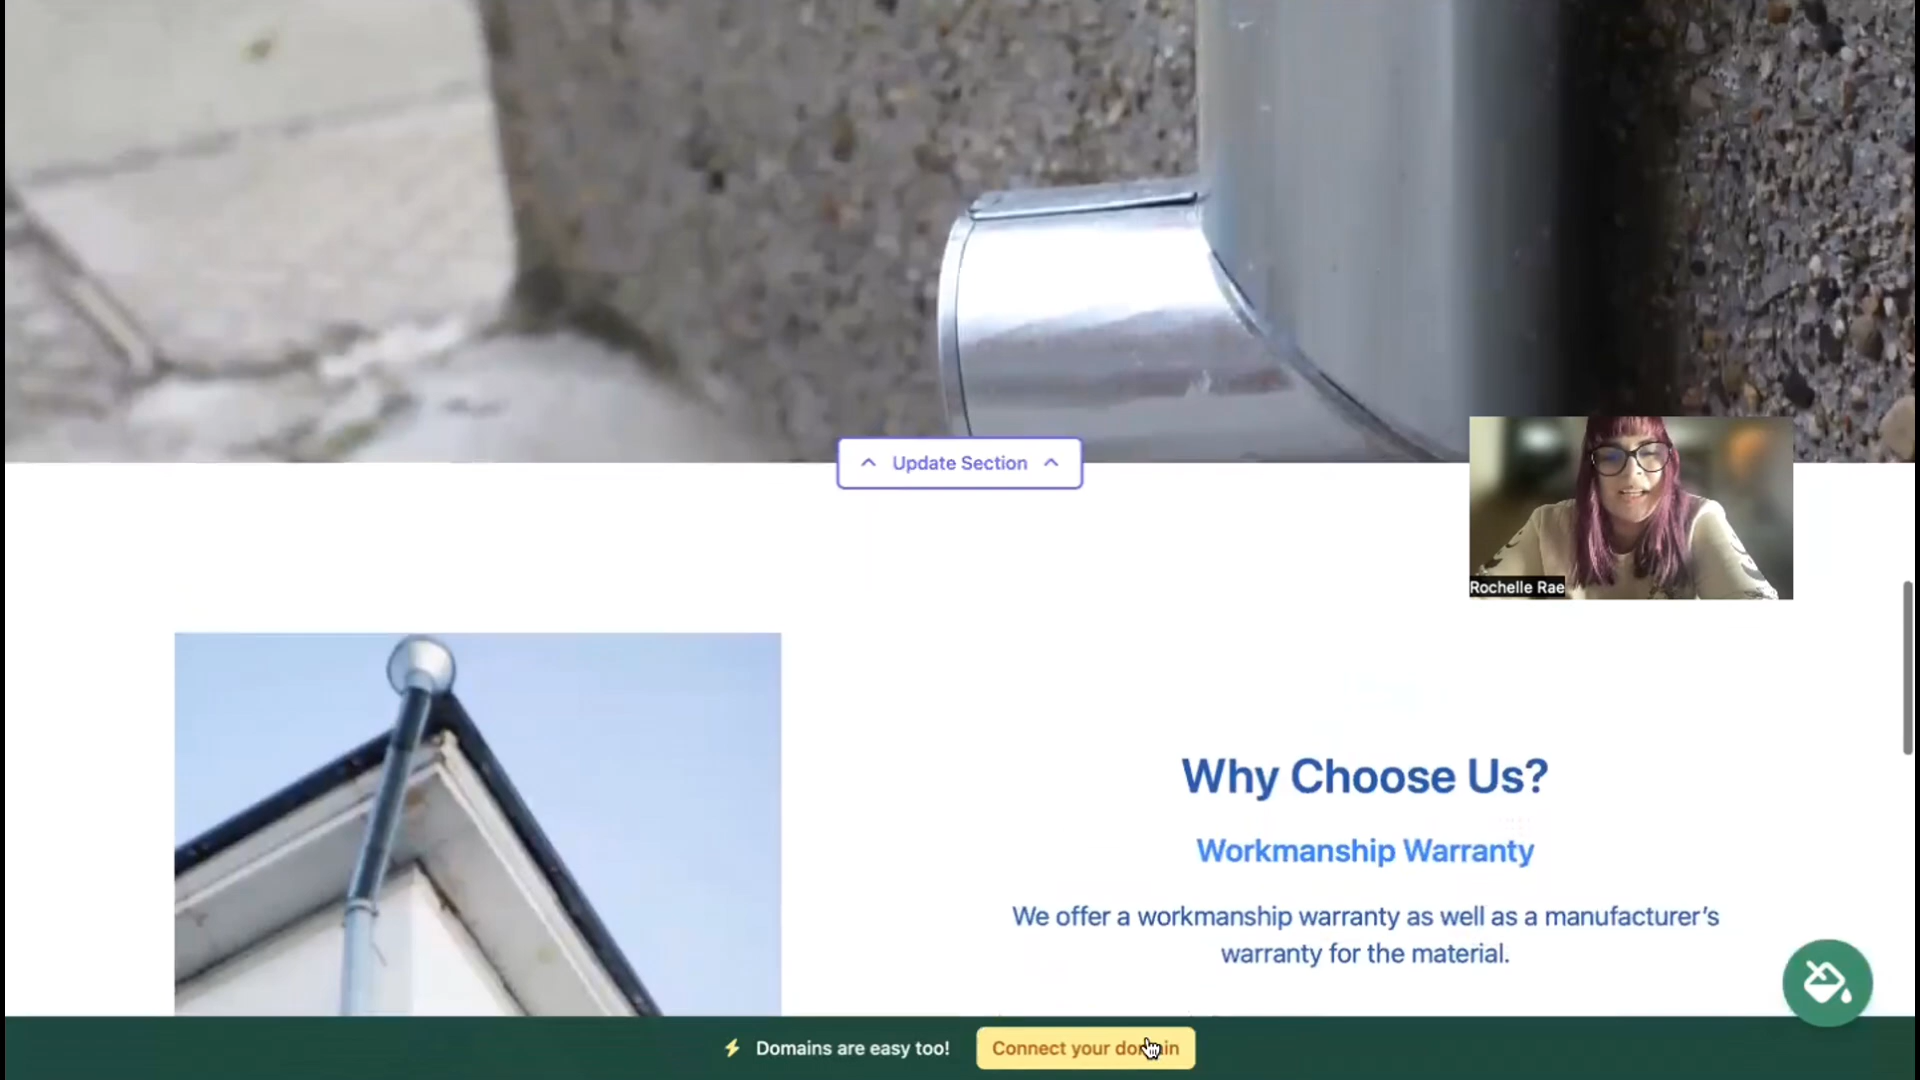 Update Section
Rochelle Rae
Why Choose Us?
Workmanship Warranty
We offer a workmanship warranty as well as a manufacturer's
warranty for the material.
Domains are easy too!
Connect your domain